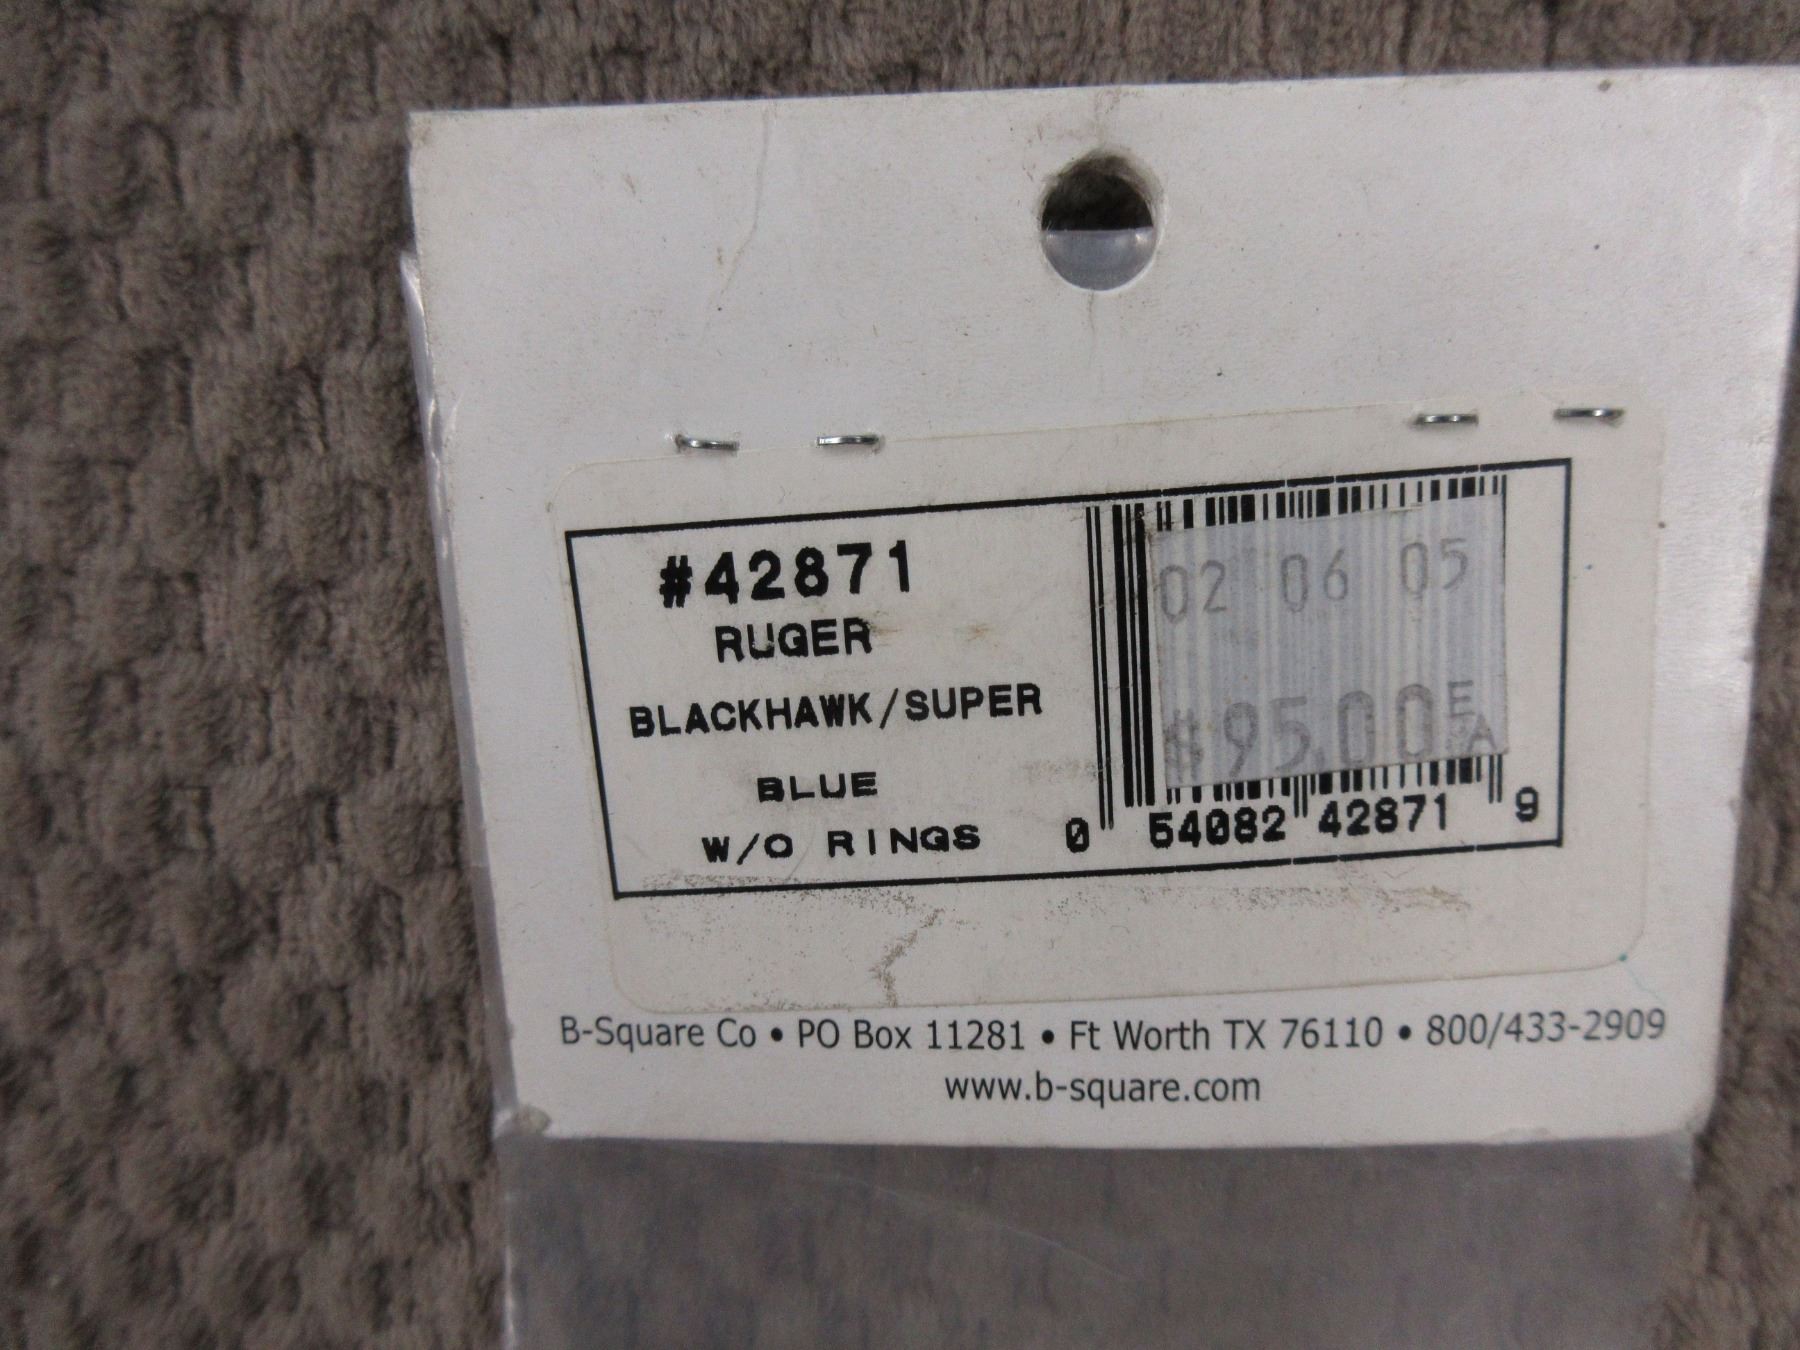 #42871
RUGER
BLACKHAWK/SUPER
BLUE
W/O RINGS
02 06 05
$95.00 EA
0 54082 42871 9
B-Square Co • PO Box 11281 • Ft Worth TX 76110 • 800/433-2909
www.b-square.com